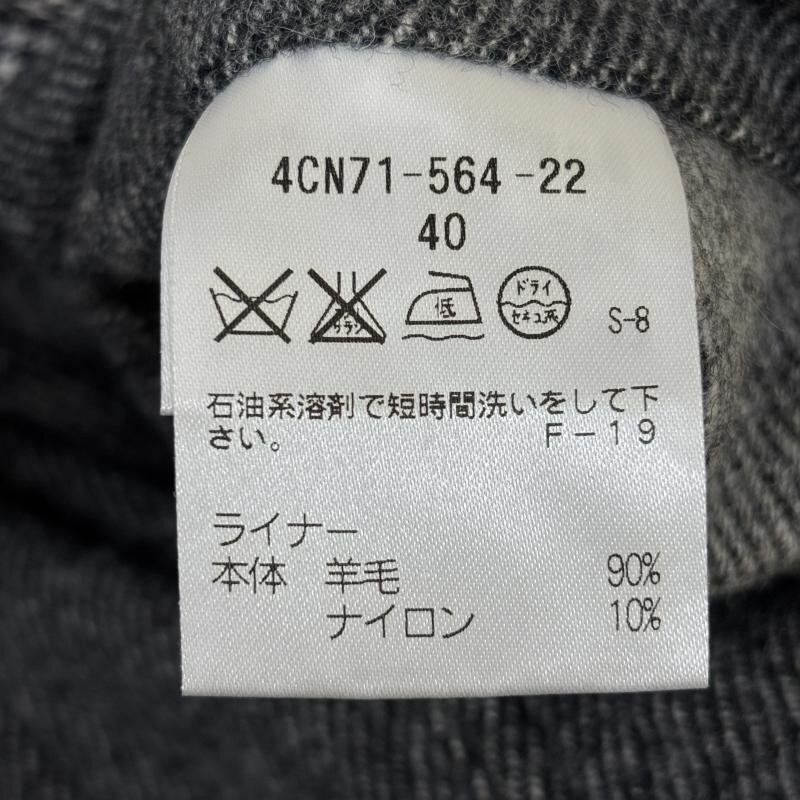 4CN71-564-22
40
低
ドライ
セキユ系
S-8
石油系溶剤で短時間洗いをして下
さい。 F-19
ライナー
本体 羊毛 90%
ナイロン 10%